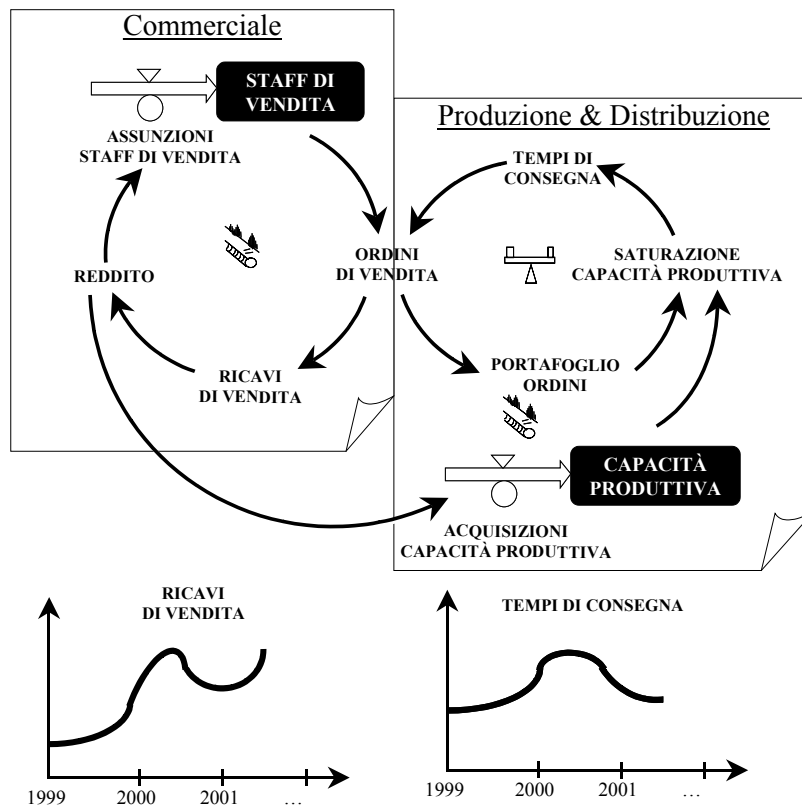 Commerciale
STAFF DI
VENDITA
ASSUNZIONI
STAFF DI VENDITA
REDDITO
ORDINI
DI VENDITA
RICAVI
DI VENDITA
Produzione & Distribuzione
TEMPI DI
CONSEGNA
SATURAZIONE
CAPACITÀ PRODUTTIVA
PORTAFOGLIO
ORDINI
CAPACITÀ
PRODUTTIVA
ACQUISIZIONI
CAPACITÀ PRODUTTIVA
RICAVI
DI VENDITA
1999 2000 2001 …
TEMPI DI CONSEGNA
1999 2000 2001 …